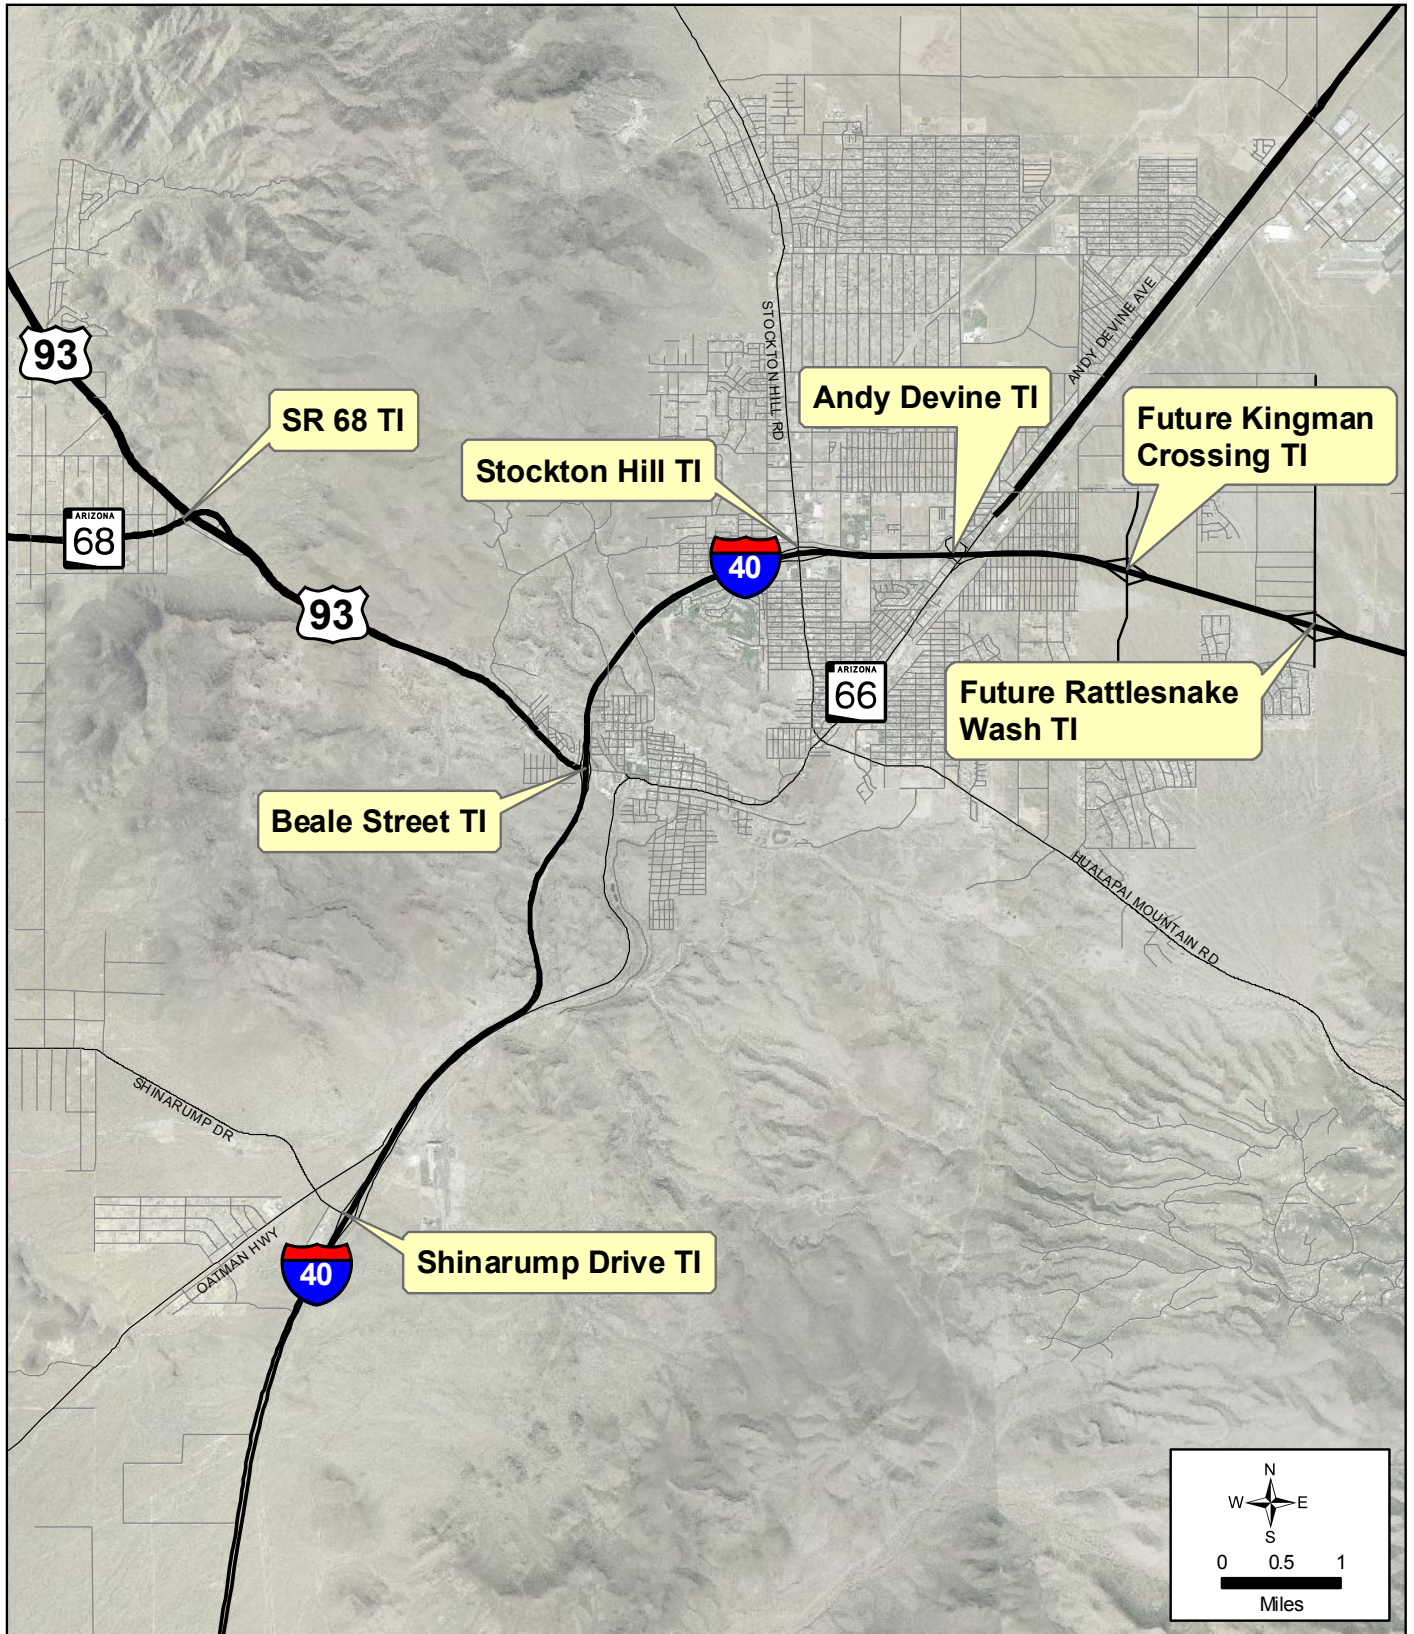 93
SR 68 TI
ARIZONA
68
93
Stockton Hill TI
STOCKTON HILL RD
Andy Devine TI
ANDY DEVINE AVE
Future Kingman
Crossing TI
40
ARIZONA
66
Future Rattlesnake
Wash TI
Beale Street TI
HUALAPAI MOUNTAIN RD
SHINARUMP DR
OATMAN HWY
40
Shinarump Drive TI
N
W E
S
0 0.5 1
Miles